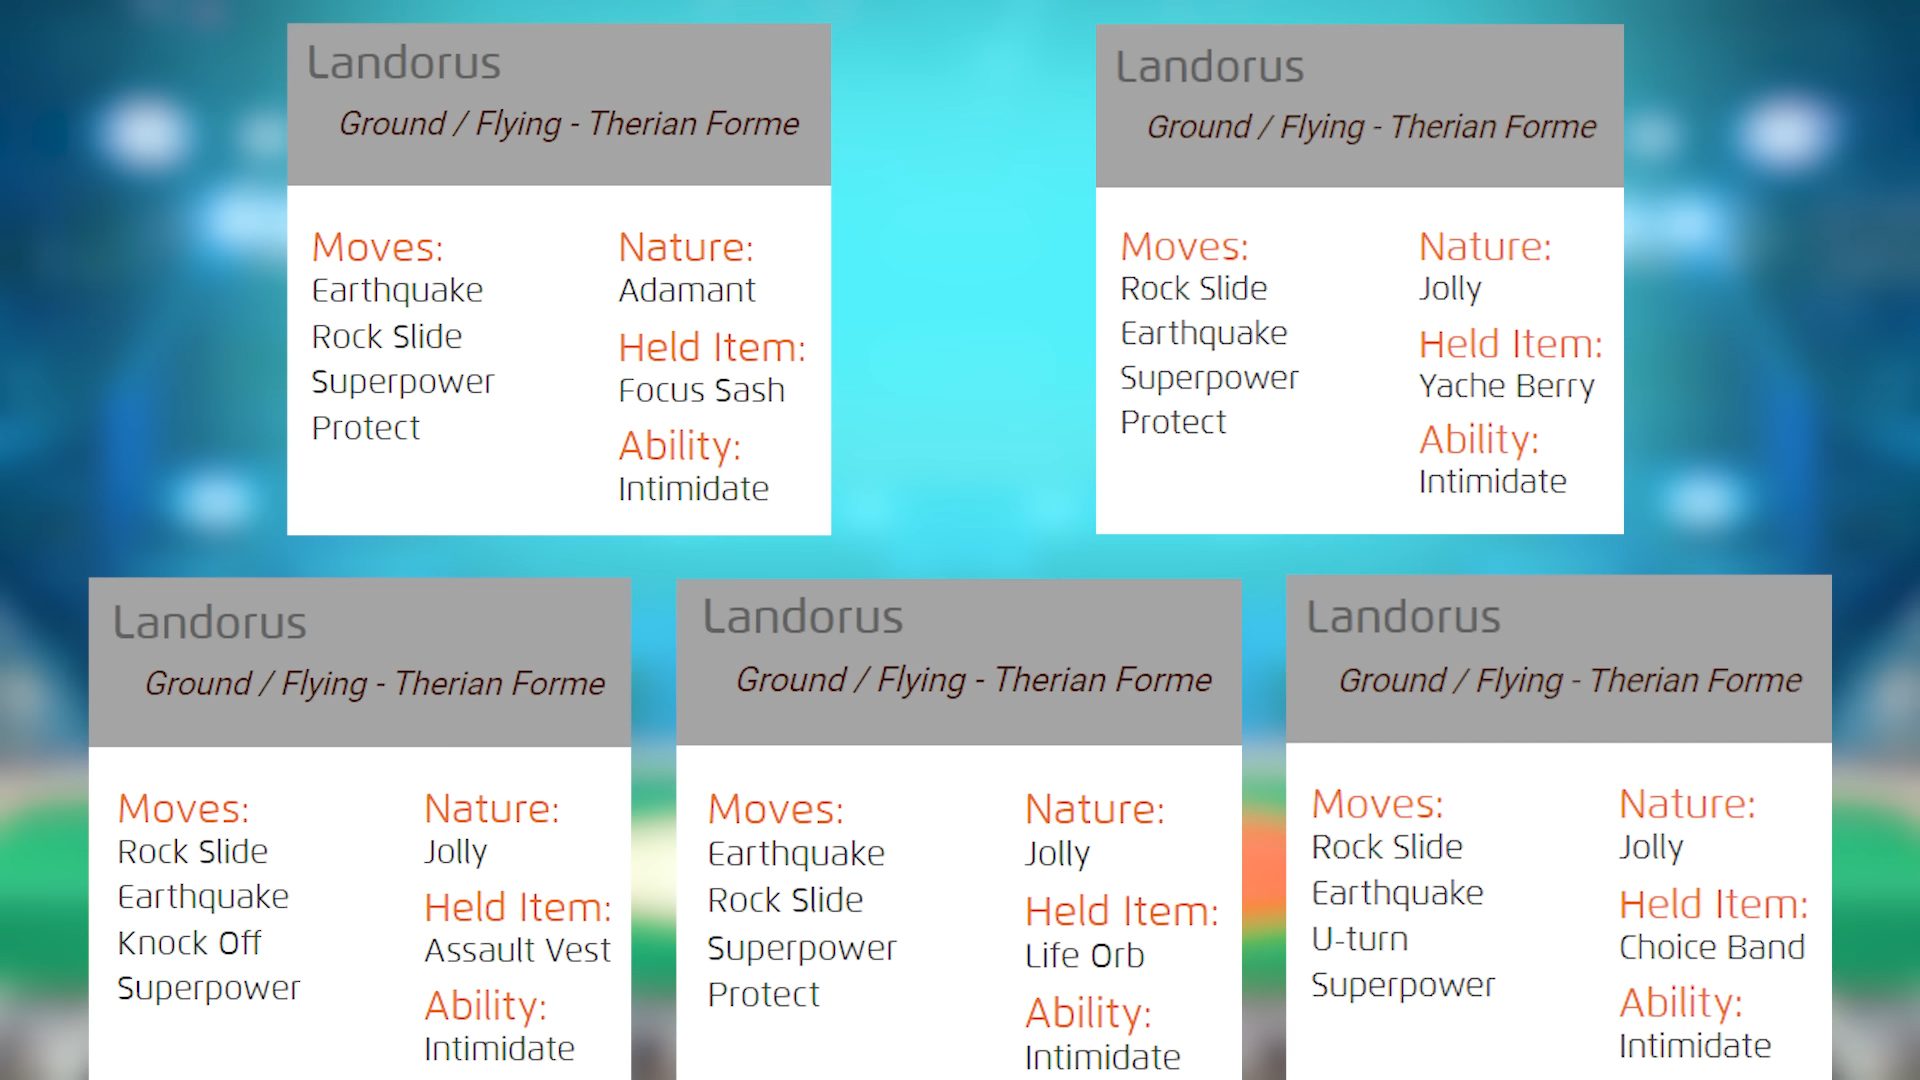 Landorus
Ground / Flying - Therian Forme
Moves:
Earthquake
Rock Slide
Superpower
Protect
Nature:
Adamant
Held Item:
Focus Sash
Ability:
Intimidate
Landorus
Ground / Flying - Therian Forme
Moves:
Rock Slide
Earthquake
Superpower
Protect
Nature:
Jolly
Held Item:
Yache Berry
Ability:
Intimidate
Landorus
Ground / Flying - Therian Forme
Moves:
Rock Slide
Earthquake
Knock Off
Superpower
Nature:
Jolly
Held Item:
Assault Vest
Ability:
Intimidate
Landorus
Ground / Flying - Therian Forme
Moves:
Earthquake
Rock Slide
Superpower
Protect
Nature:
Jolly
Held Item:
Life Orb
Ability:
Intimidate
Landorus
Ground / Flying - Therian Forme
Moves:
Rock Slide
Earthquake
U-turn
Superpower
Nature:
Jolly
Held Item:
Choice Band
Ability:
Intimidate